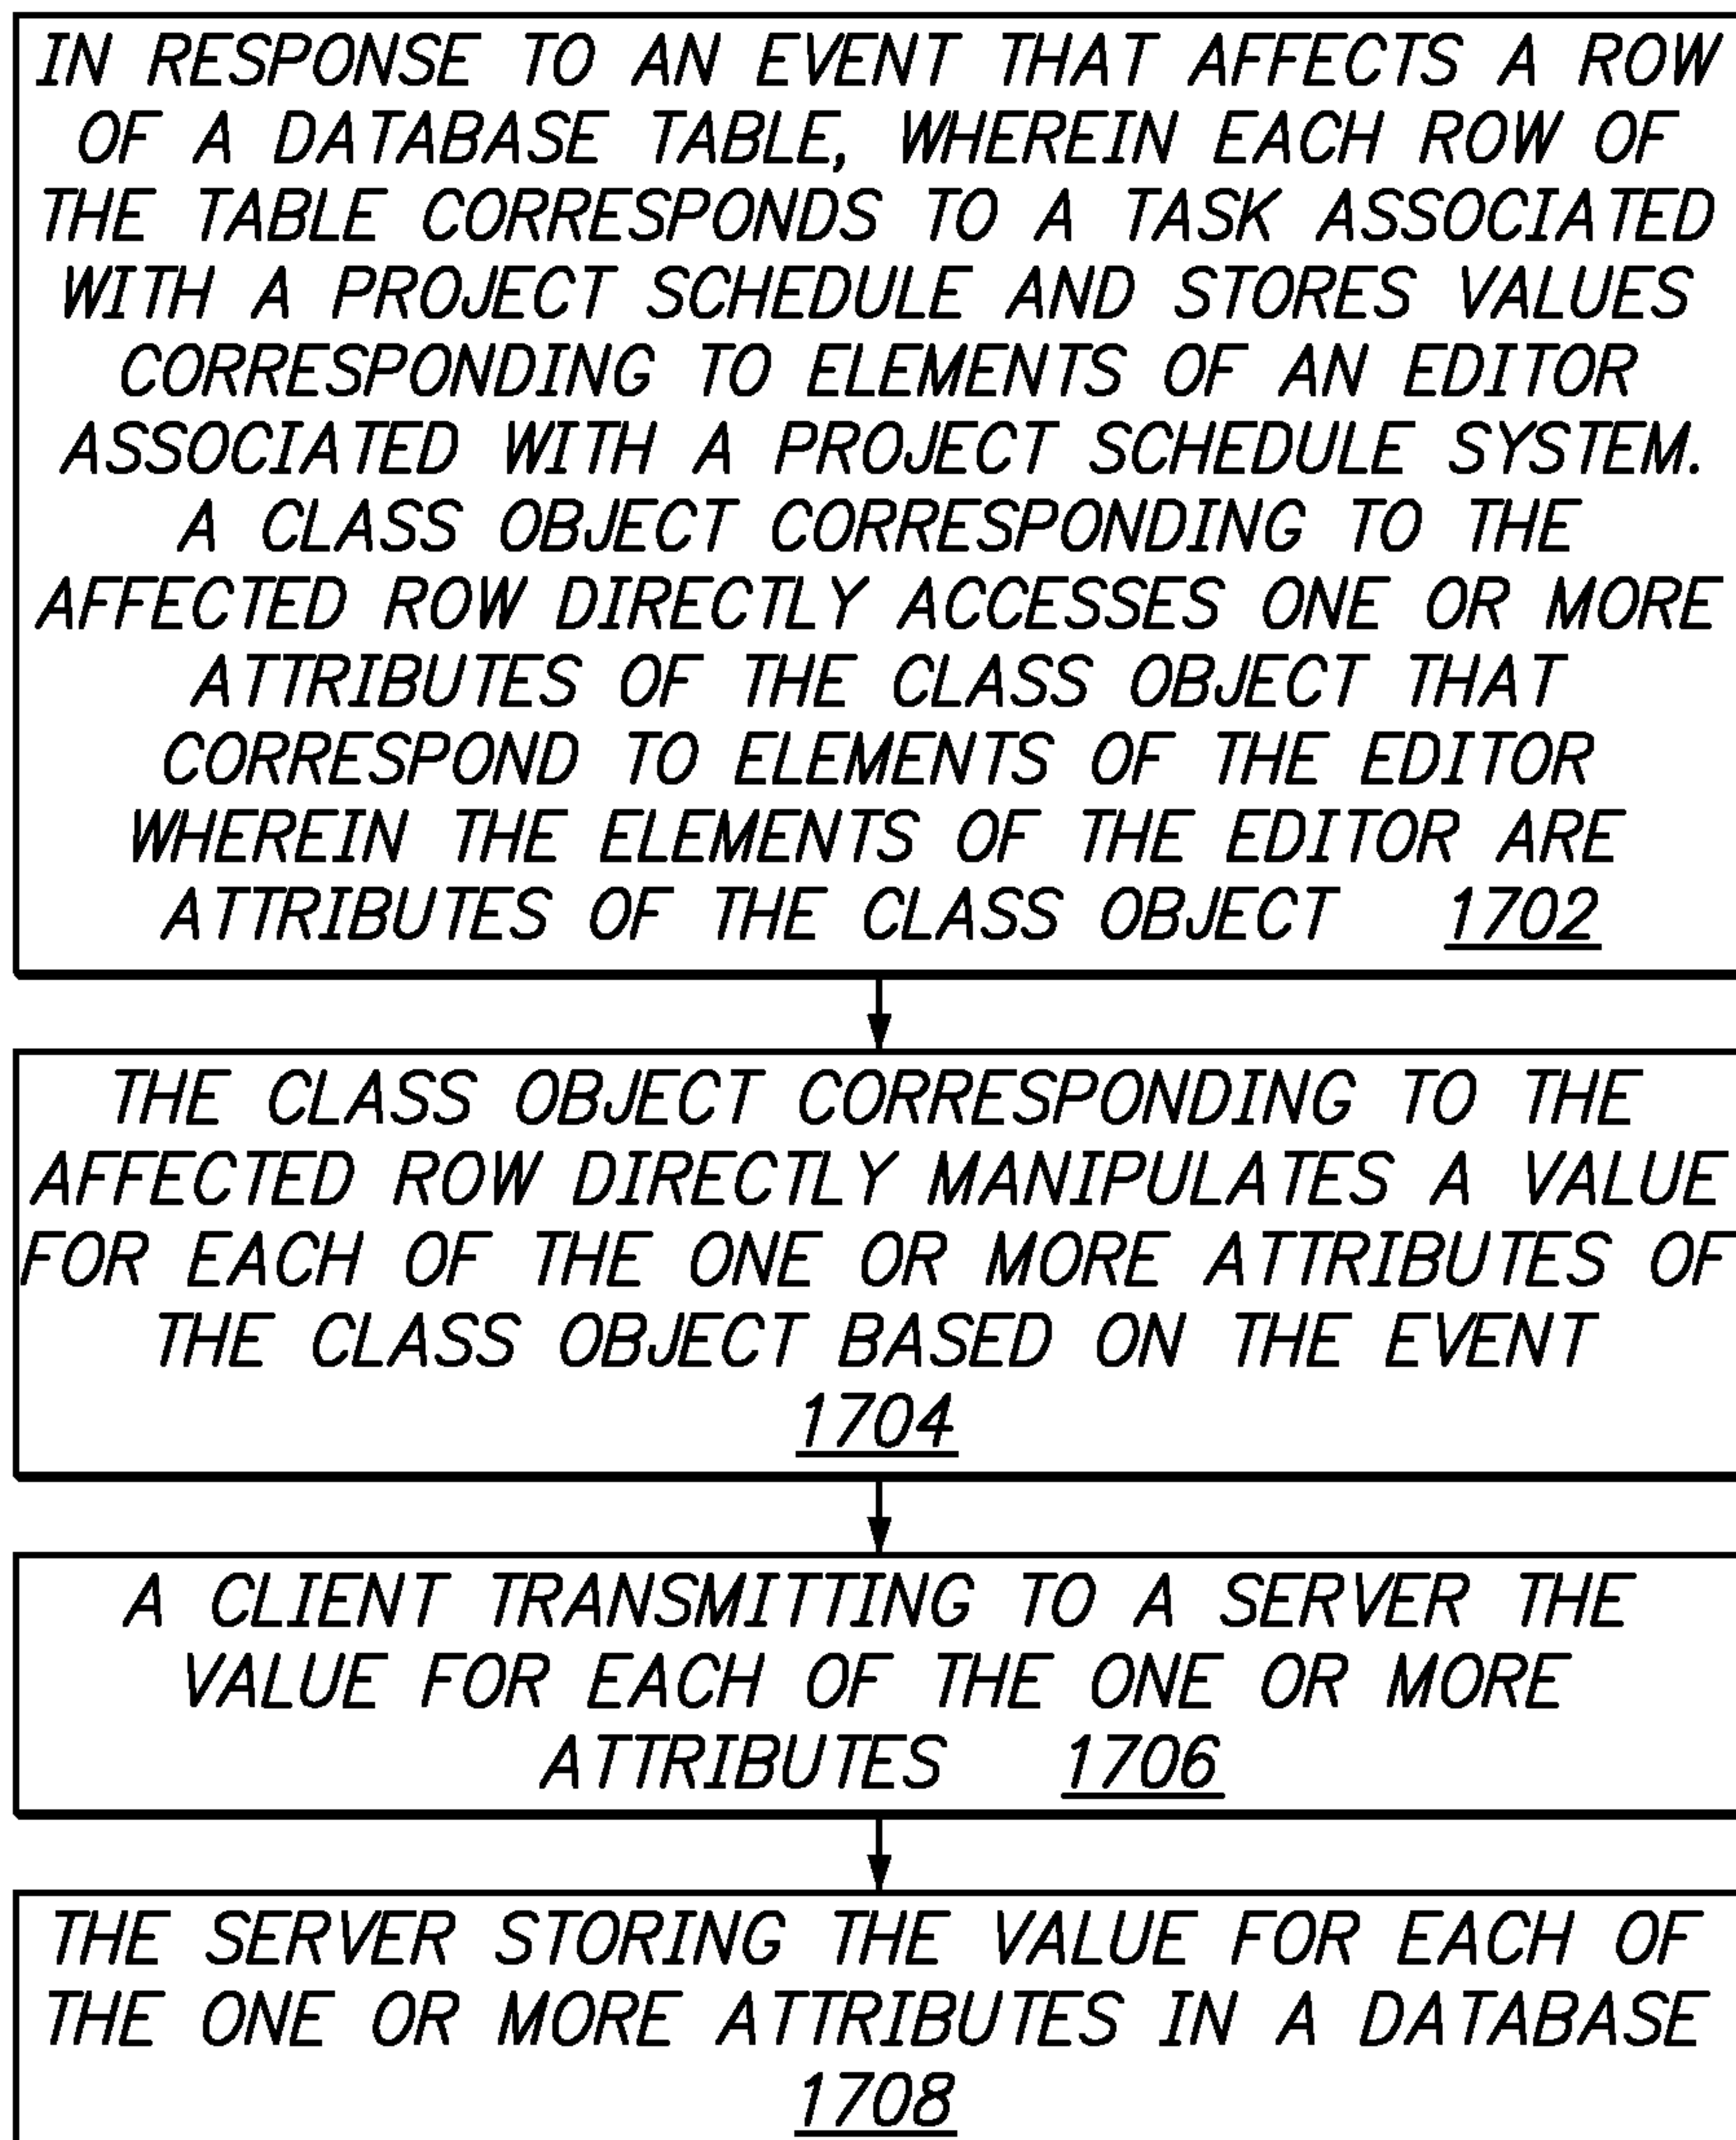 IN RESPONSE TO AN EVENT THAT AFFECTS A ROW
OF A DATABASE TABLE, WHEREIN EACH ROW OF
THE TABLE CORRESPONDS TO A TASK ASSOCIATED
WITH A PROJECT SCHEDULE AND STORES VALUES
CORRESPONDING TO ELEMENTS OF AN EDITOR
ASSOCIATED WITH A PROJECT SCHEDULE SYSTEM.
A CLASS OBJECT CORRESPONDING TO THE
AFFECTED ROW DIRECTLY ACCESSES ONE OR MORE
ATTRIBUTES OF THE CLASS OBJECT THAT
CORRESPOND TO ELEMENTS OF THE EDITOR
WHEREIN THE ELEMENTS OF THE EDITOR ARE
ATTRIBUTES OF THE CLASS OBJECT 1702
THE CLASS OBJECT CORRESPONDING TO THE
AFFECTED ROW DIRECTLY MANIPULATES A VALUE
FOR EACH OF THE ONE OR MORE ATTRIBUTES OF
THE CLASS OBJECT BASED ON THE EVENT
1704
A CLIENT TRANSMITTING TO A SERVER THE
VALUE FOR EACH OF THE ONE OR MORE
ATTRIBUTES 1706
THE SERVER STORING THE VALUE FOR EACH OF
THE ONE OR MORE ATTRIBUTES IN A DATABASE
1708